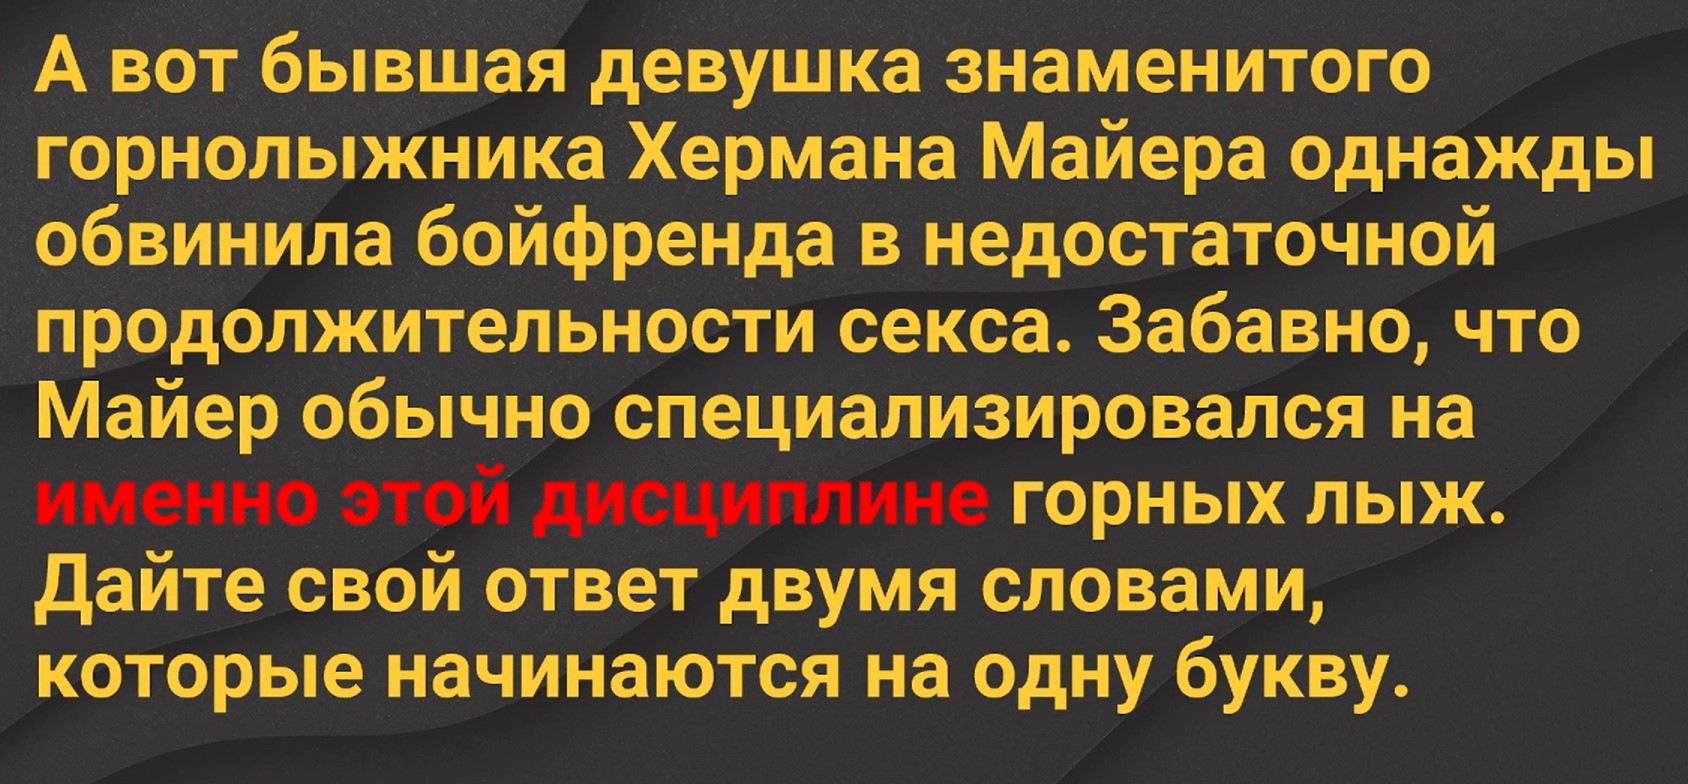 А вот бывшая девушка знаменитого
горнолыжника Хермана Майера однажды
обвинила бойфренда в недостаточной
продолжительности секса. Забавно, что
Майер обычно специализировался на
именно этой дисциплине горных лыж.
Дайте свой ответ двумя словами,
которые начинаются на одну букву.